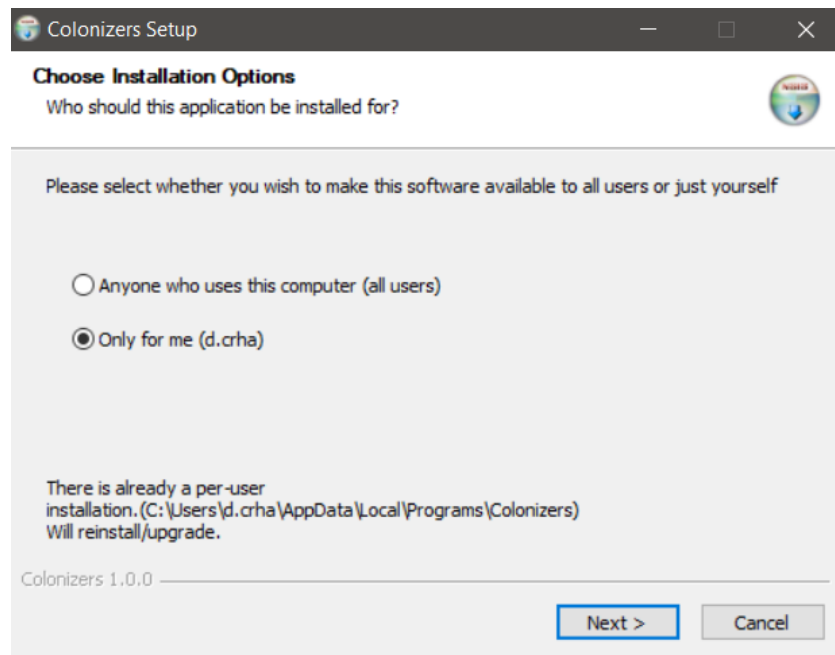 Colonizers Setup
Choose Installation Options
Who should this application be installed for?
Please select whether you wish to make this software available to all users or just yourself
Anyone who uses this computer (all users)
Only for me (d.crha)
There is already a per-user
installation.(C:\Users\d.crha\AppData\Local\Programs\Colonizers)
Will reinstall/upgrade.
Colonizers 1.0.0
Next >
Cancel